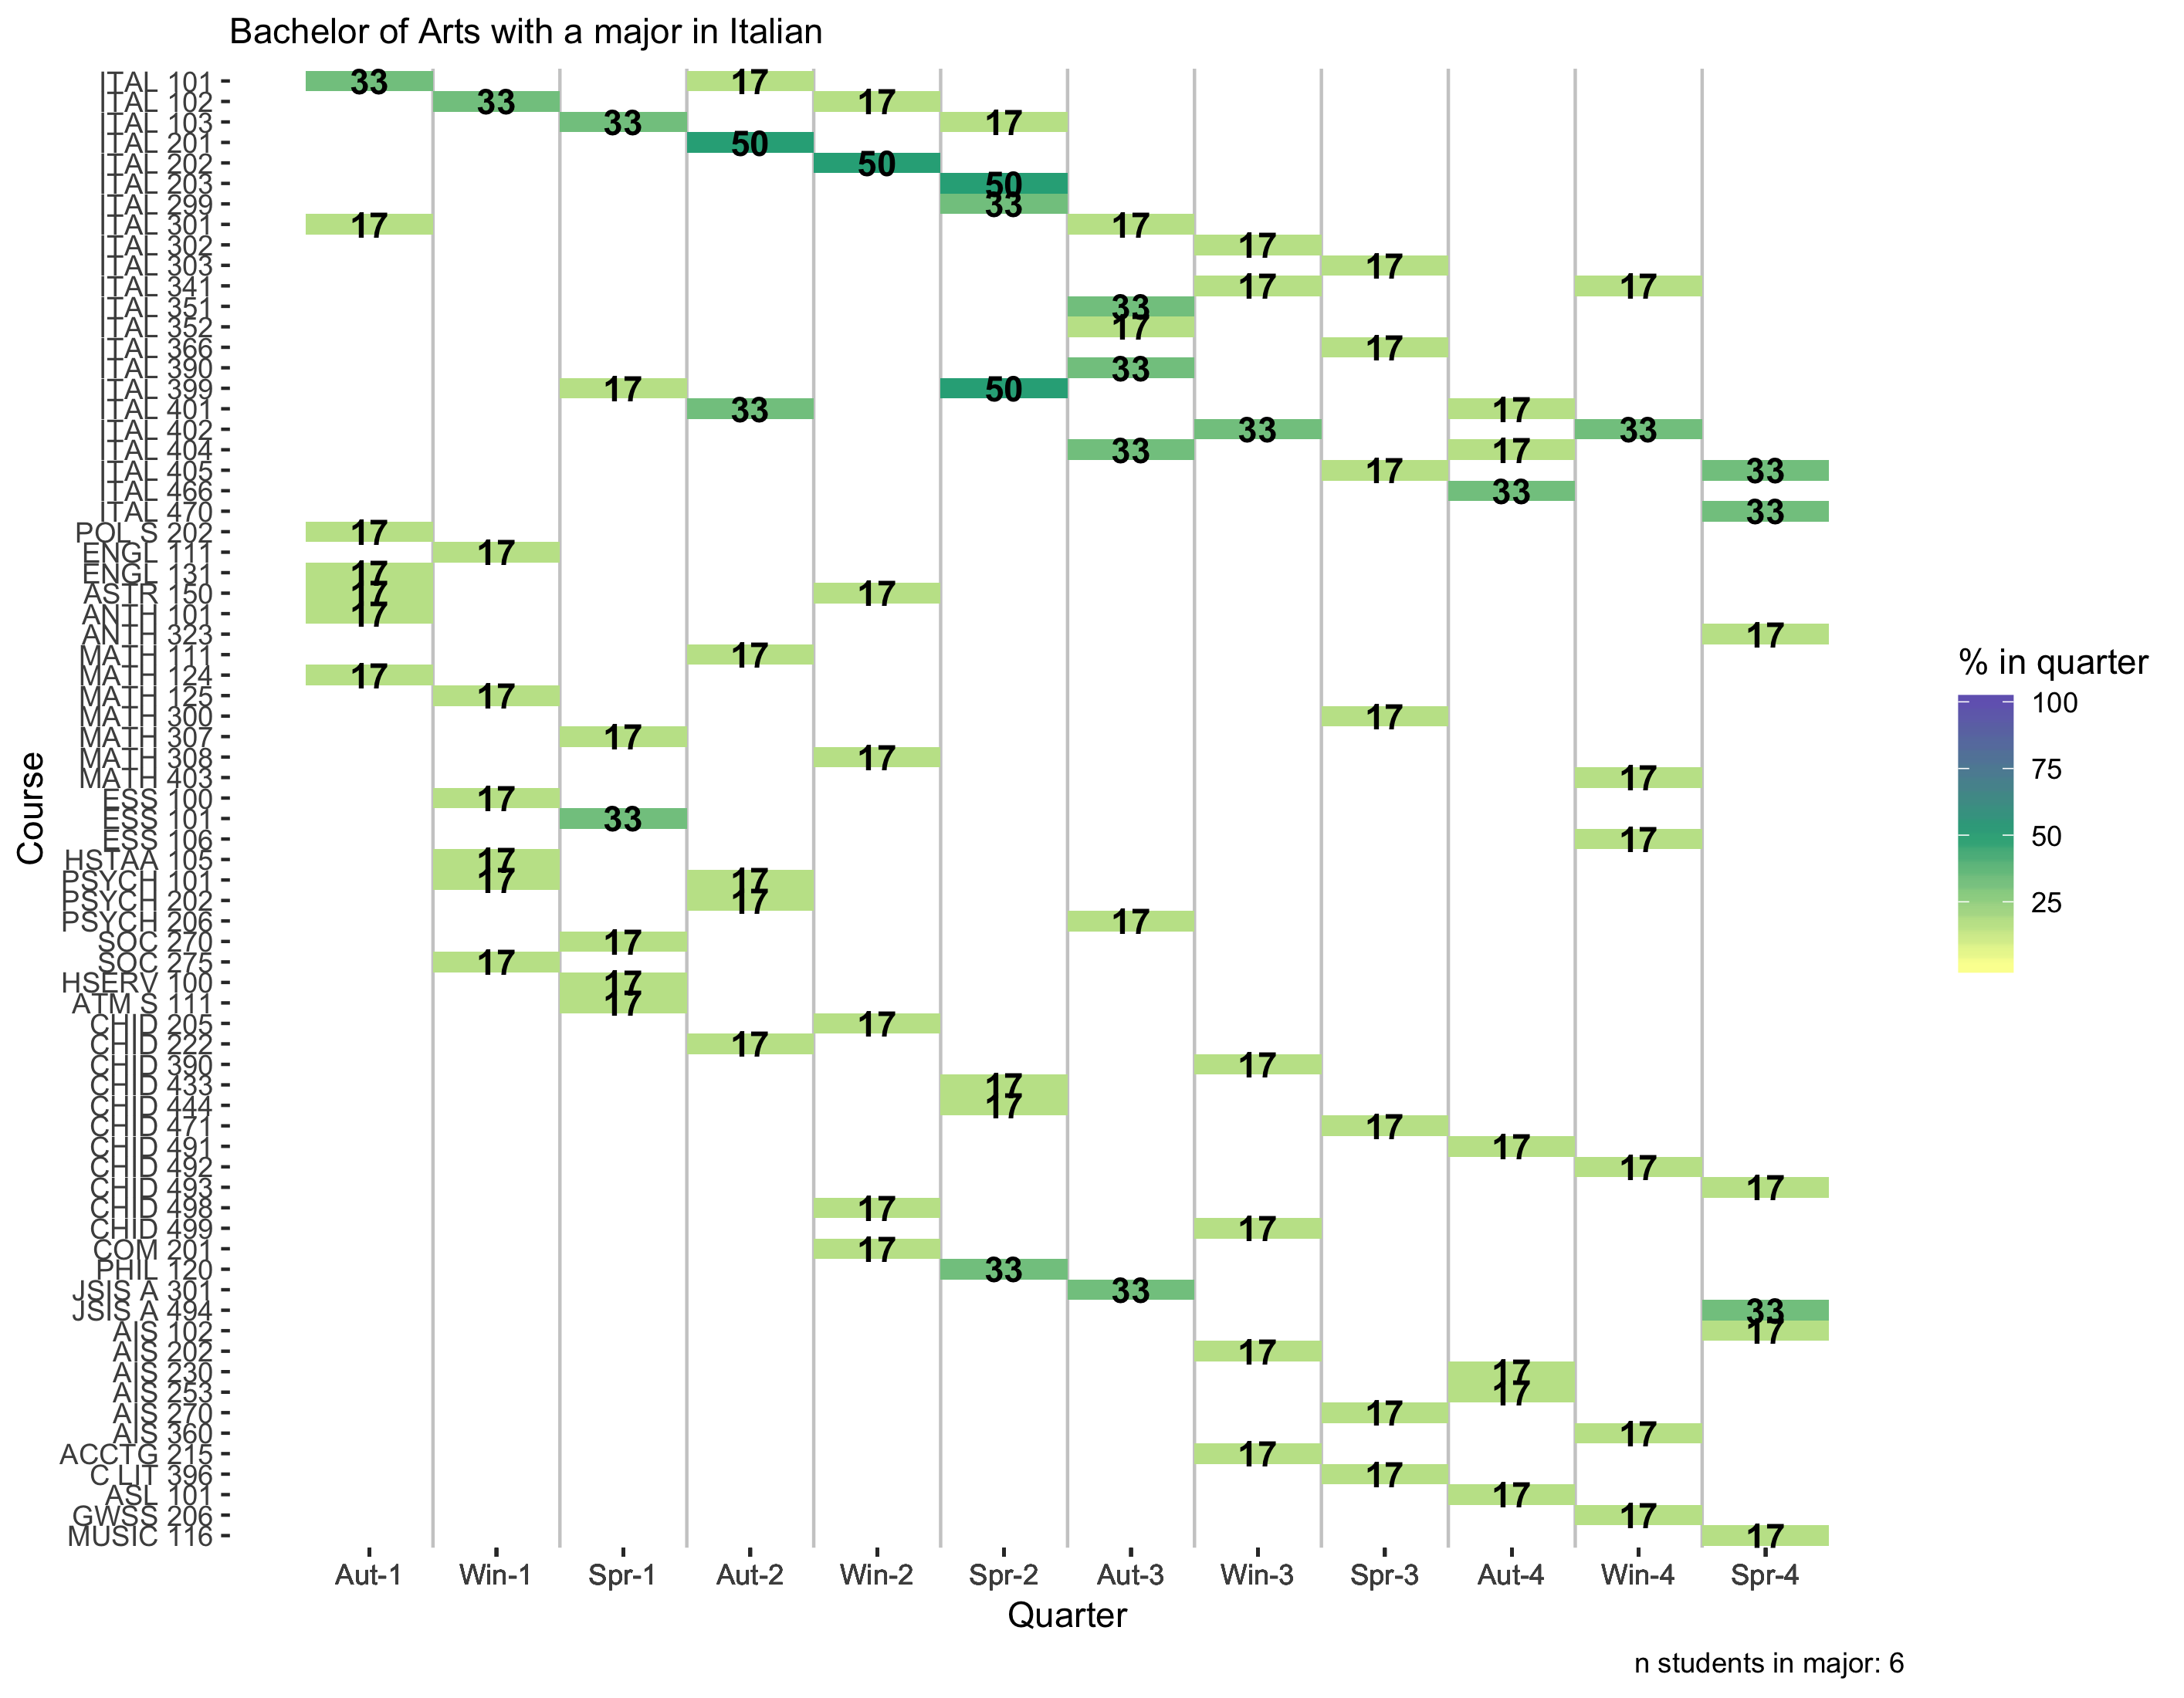 Bachelor of Arts with a major in Italian
ITAL 101 33 17
ITAL 102 33 17
ITAL 103 33 17
ITAL 201 50
ITAL 202 50
ITAL 203 50
ITAL 299 33
ITAL 301 17 17
ITAL 302 17
ITAL 303 17
ITAL 341 17 17
ITAL 351 33
ITAL 352 17
ITAL 366 17
ITAL 390 33
ITAL 399 17 50
ITAL 401 33 17
ITAL 402 33 33
ITAL 404 33 17
ITAL 405 17 33
ITAL 466 33
ITAL 470 33
POL S 202 17
ENGL 111 17
ENGL 131 17
ASTR 150 17 17
ANTH 101 17
ANTH 323 17
MATH 111 17
MATH 124 17
MATH 125 17
MATH 300 17
MATH 307 17
MATH 308 17
MATH 403 17
ESS 100 17
ESS 101 33
ESS 106 17
HSTAA 105 17
PSYCH 101 17 17
PSYCH 202 17
PSYCH 206 17
SOC 270 17
SOC 275 17
HSERV 100 17
ATM S 111 17
CHID 205 17
CHID 222 17
CHID 390 17
CHID 433 17
CHID 444 17
CHID 471 17
CHID 491 17
CHID 492 17
CHID 493 17
CHID 498 17
CHID 499 17
COM 201 17
PHIL 120 33
JSIS A 301 33
JSIS A 494 33
AIS 102 17
AIS 202 17
AIS 230 17
AIS 253 17
AIS 270 17
AIS 360 17
ACCTG 215 17
C LIT 396 17
ASL 101 17
GWSS 206 17
MUSIC 116 17
Course
Aut-1 Win-1 Spr-1 Aut-2 Win-2 Spr-2 Aut-3 Win-3 Spr-3 Aut-4 Win-4 Spr-4
Quarter
% in quarter
100
75
50
25
n students in major: 6